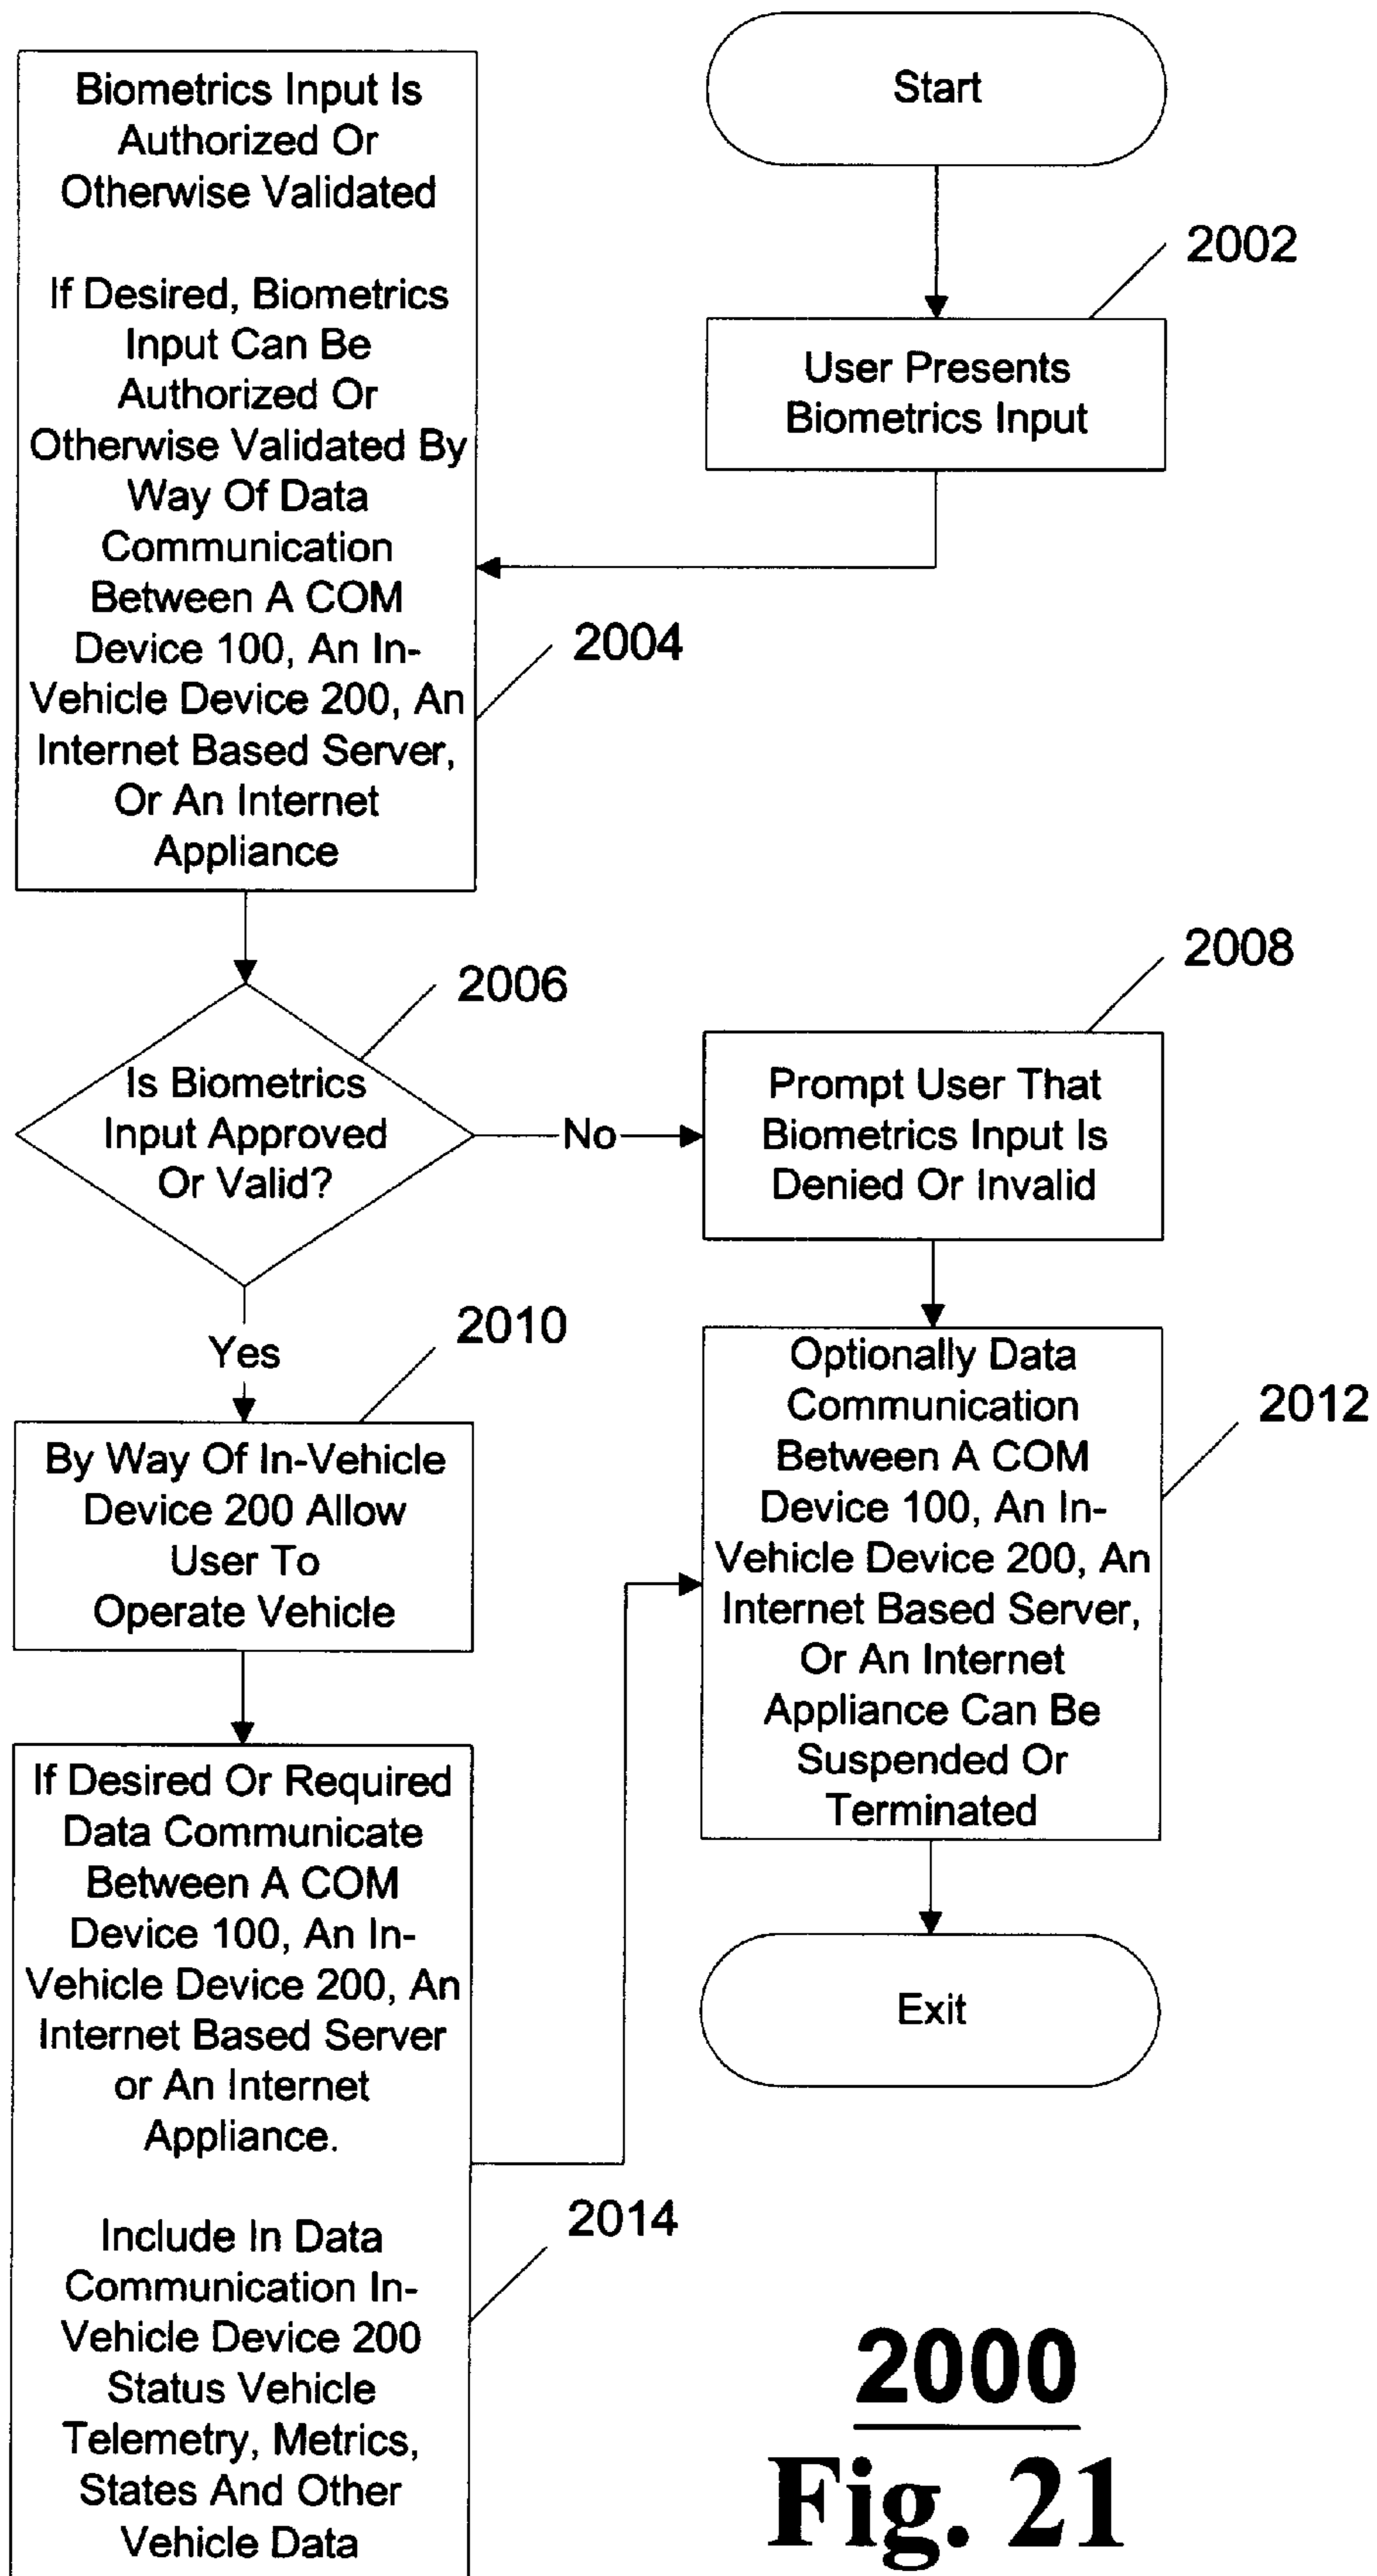 Start
2002
User Presents
Biometrics Input
Biometrics Input Is
Authorized Or
Otherwise Validated
If Desired, Biometrics
Input Can Be
Authorized Or
Otherwise Validated By
Way Of Data
Communication
Between A COM
Device 100, An In-
Vehicle Device 200, An
Internet Based Server,
Or An Internet
Appliance
2004
2006
Is Biometrics
Input Approved
Or Valid?
No
2008
Prompt User That
Biometrics Input Is
Denied Or Invalid
Yes
2010
By Way Of In-Vehicle
Device 200 Allow
User To
Operate Vehicle
Optionally Data
Communication
Between A COM
Device 100, An In-
Vehicle Device 200, An
Internet Based Server,
Or An Internet
Appliance Can Be
Suspended Or
Terminated
2012
If Desired Or Required
Data Communicate
Between A COM
Device 100, An In-
Vehicle Device 200, An
Internet Based Server
or An Internet
Appliance.
Include In Data
Communication In-
Vehicle Device 200
Status Vehicle
Telemetry, Metrics,
States And Other
Vehicle Data
2014
Exit
2000
Fig. 21